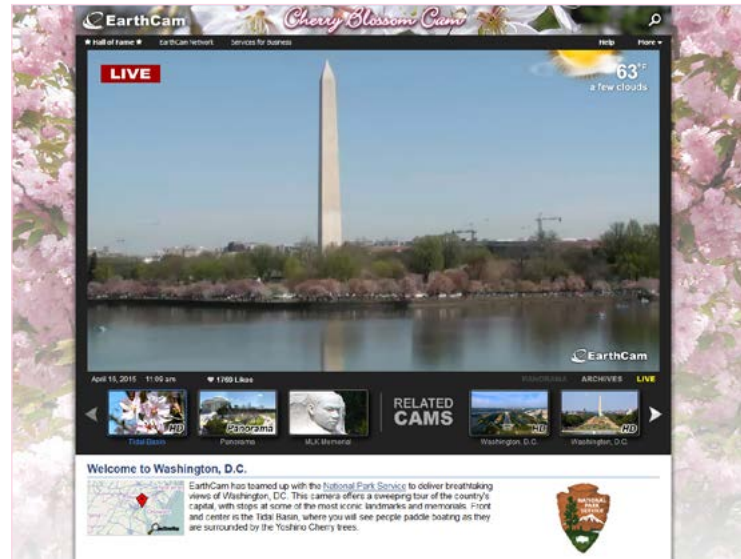 EarthCam
Cherry Blossom Cam
★ Hall of Fame ★ EarthCam Network Services for Business Help More ▾
LIVE
63°F
a few clouds
EarthCam
April 16, 2015 11:06 am ♥ 1769 Likes PANORAMA ARCHIVES LIVE
HD Panorama RELATED CAMS HD
Tidal Basin Panorama MLK Memorial Washington, D.C. Washington, D.C.
Welcome to Washington, D.C.
EarthCam has teamed up with the National Park Service to deliver breathtaking
views of Washington, DC. This camera offers a sweeping tour of the country's
capital, with stops at some of the most iconic landmarks and memorials. Front
and center is the Tidal Basin, where you will see people paddle boating as they
are surrounded by the Yoshino Cherry trees.
NATIONAL
PARK
SERVICE